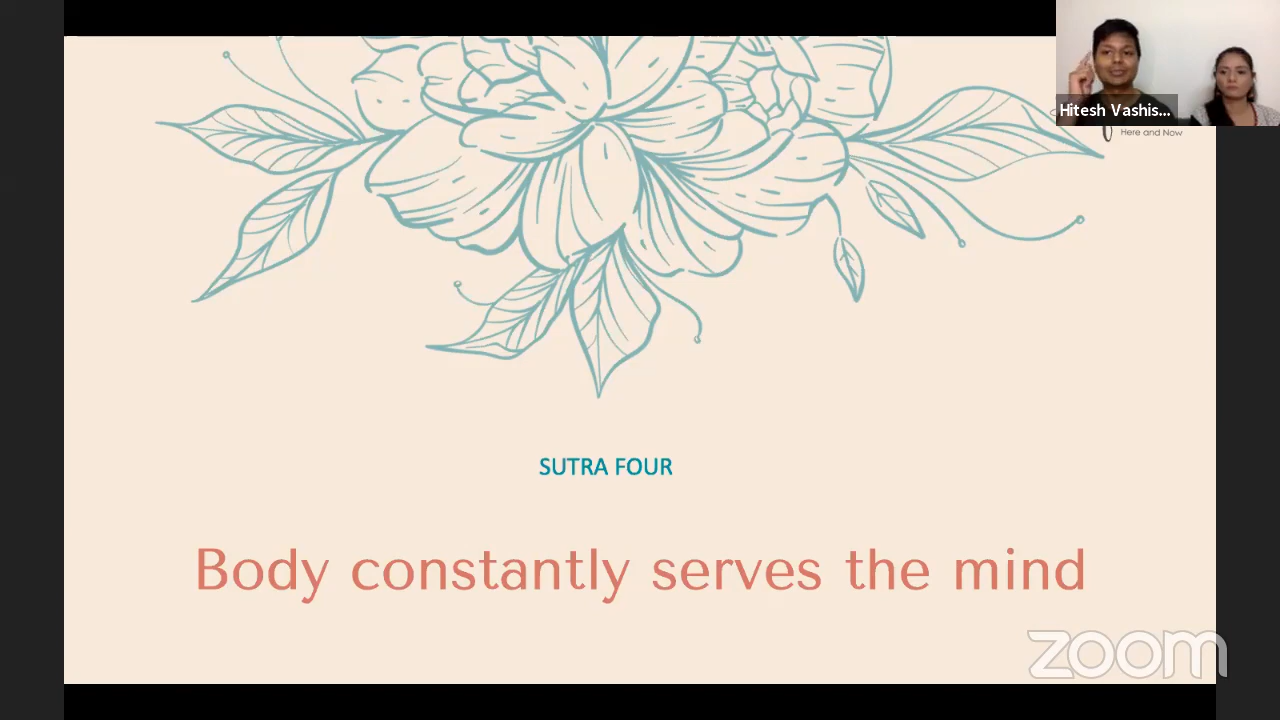 Hitesh Vashis...
Here and Now
SUTRA FOUR
Body constantly serves the mind
zoom